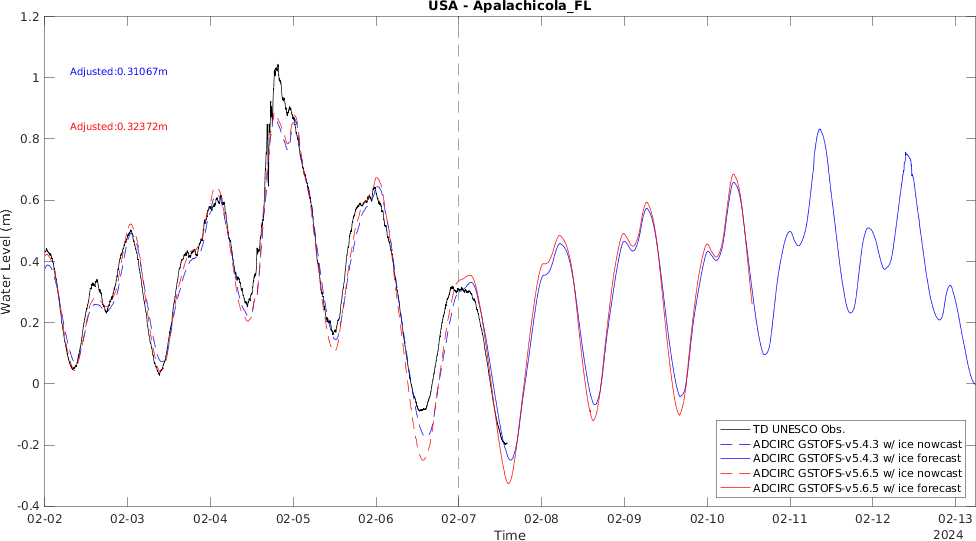 USA - Apalachicola_FL
1.2
1
0.8
0.6
0.4
0.2
0
-0.2
-0.4
Water Level (m)
Adjusted:0.31067m
Adjusted:0.32372m
TD UNESCO Obs.
ADCIRC GSTOFS-v5.4.3 w/ ice nowcast
ADCIRC GSTOFS-v5.4.3 w/ ice forecast
ADCIRC GSTOFS-v5.6.5 w/ ice nowcast
ADCIRC GSTOFS-v5.6.5 w/ ice forecast
02-02 02-03 02-04 02-05 02-06 02-07 02-08 02-09 02-10 02-11 02-12 02-13
Time
2024